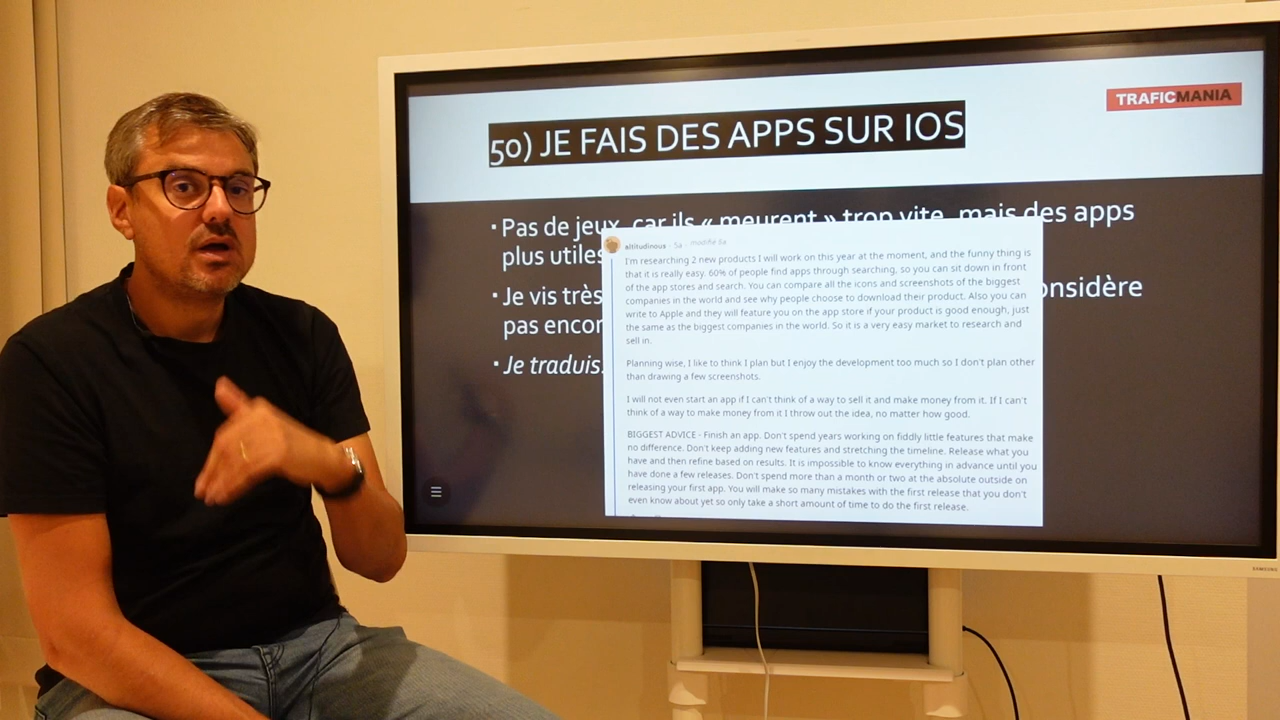 TRAFICMANIA
50) JE FAIS DES APPS SUR IOS
▪ Pas de jeux, car ils « meurent » trop vite, mais des apps
plus utiles
▪ Je vis très onsidère
pas encor
▪ Je traduis.
altitudinous · 5a · modifié 5a
I'm researching 2 new products I will work on this year at the moment, and the funny thing is
that it is really easy. 60% of people find apps through searching, so you can sit down in front
of the app stores and search. You can compare all the icons and screenshots of the biggest
companies in the world and see why people choose to download their product. Also you can
write to Apple and they will feature you on the app store if your product is good enough, just
the same as the biggest companies in the world. So it is a very easy market to research and
sell in.
Planning wise, I like to think I plan but I enjoy the development too much so I don't plan other
than drawing a few screenshots.
I will not even start an app if I can't think of a way to sell it and make money from it. If I can't
think of a way to make money from it I throw out the idea, no matter how good.
BIGGEST ADVICE - Finish an app. Don't spend years working on fiddly little features that make
no difference. Don't keep adding new features and stretching the timeline. Release what you
have and then refine based on results. It is impossible to know everything in advance until you
have done a few releases. Don't spend more than a month or two at the absolute outside on
releasing your first app. You will make so many mistakes with the first release that you don't
even know about yet so only take a short amount of time to do the first release.
SAMSUNG